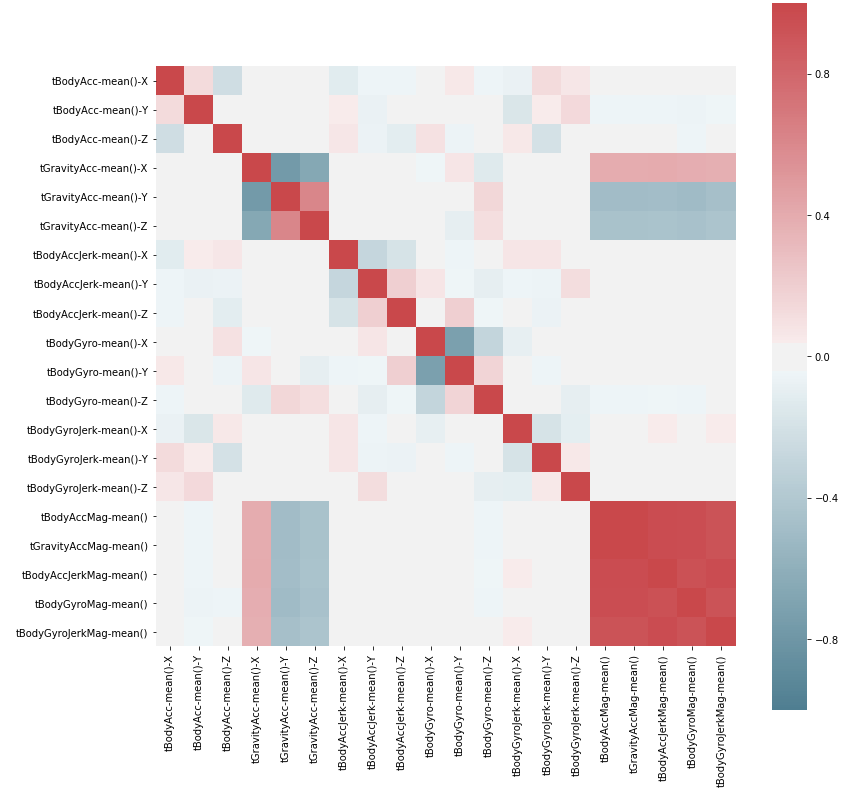 tBodyAcc-mean()-X
tBodyAcc-mean()-Y
tBodyAcc-mean()-Z
tGravityAcc-mean()-X
tGravityAcc-mean()-Y
tGravityAcc-mean()-Z
tBodyAccJerk-mean()-X
tBodyAccJerk-mean()-Y
tBodyAccJerk-mean()-Z
tBodyGyro-mean()-X
tBodyGyro-mean()-Y
tBodyGyro-mean()-Z
tBodyGyroJerk-mean()-X
tBodyGyroJerk-mean()-Y
tBodyGyroJerk-mean()-Z
tBodyAccMag-mean()
tGravityAccMag-mean()
tBodyAccJerkMag-mean()
tBodyGyroMag-mean()
tBodyGyroJerkMag-mean()
tBodyAcc-mean()-X
tBodyAcc-mean()-Y
tBodyAcc-mean()-Z
tGravityAcc-mean()-X
tGravityAcc-mean()-Y
tGravityAcc-mean()-Z
tBodyAccJerk-mean()-X
tBodyAccJerk-mean()-Y
tBodyAccJerk-mean()-Z
tBodyGyro-mean()-X
tBodyGyro-mean()-Y
tBodyGyro-mean()-Z
tBodyGyroJerk-mean()-X
tBodyGyroJerk-mean()-Y
tBodyGyroJerk-mean()-Z
tBodyAccMag-mean()
tGravityAccMag-mean()
tBodyAccJerkMag-mean()
tBodyGyroMag-mean()
tBodyGyroJerkMag-mean()
0.8
0.4
0.0
−0.4
−0.8